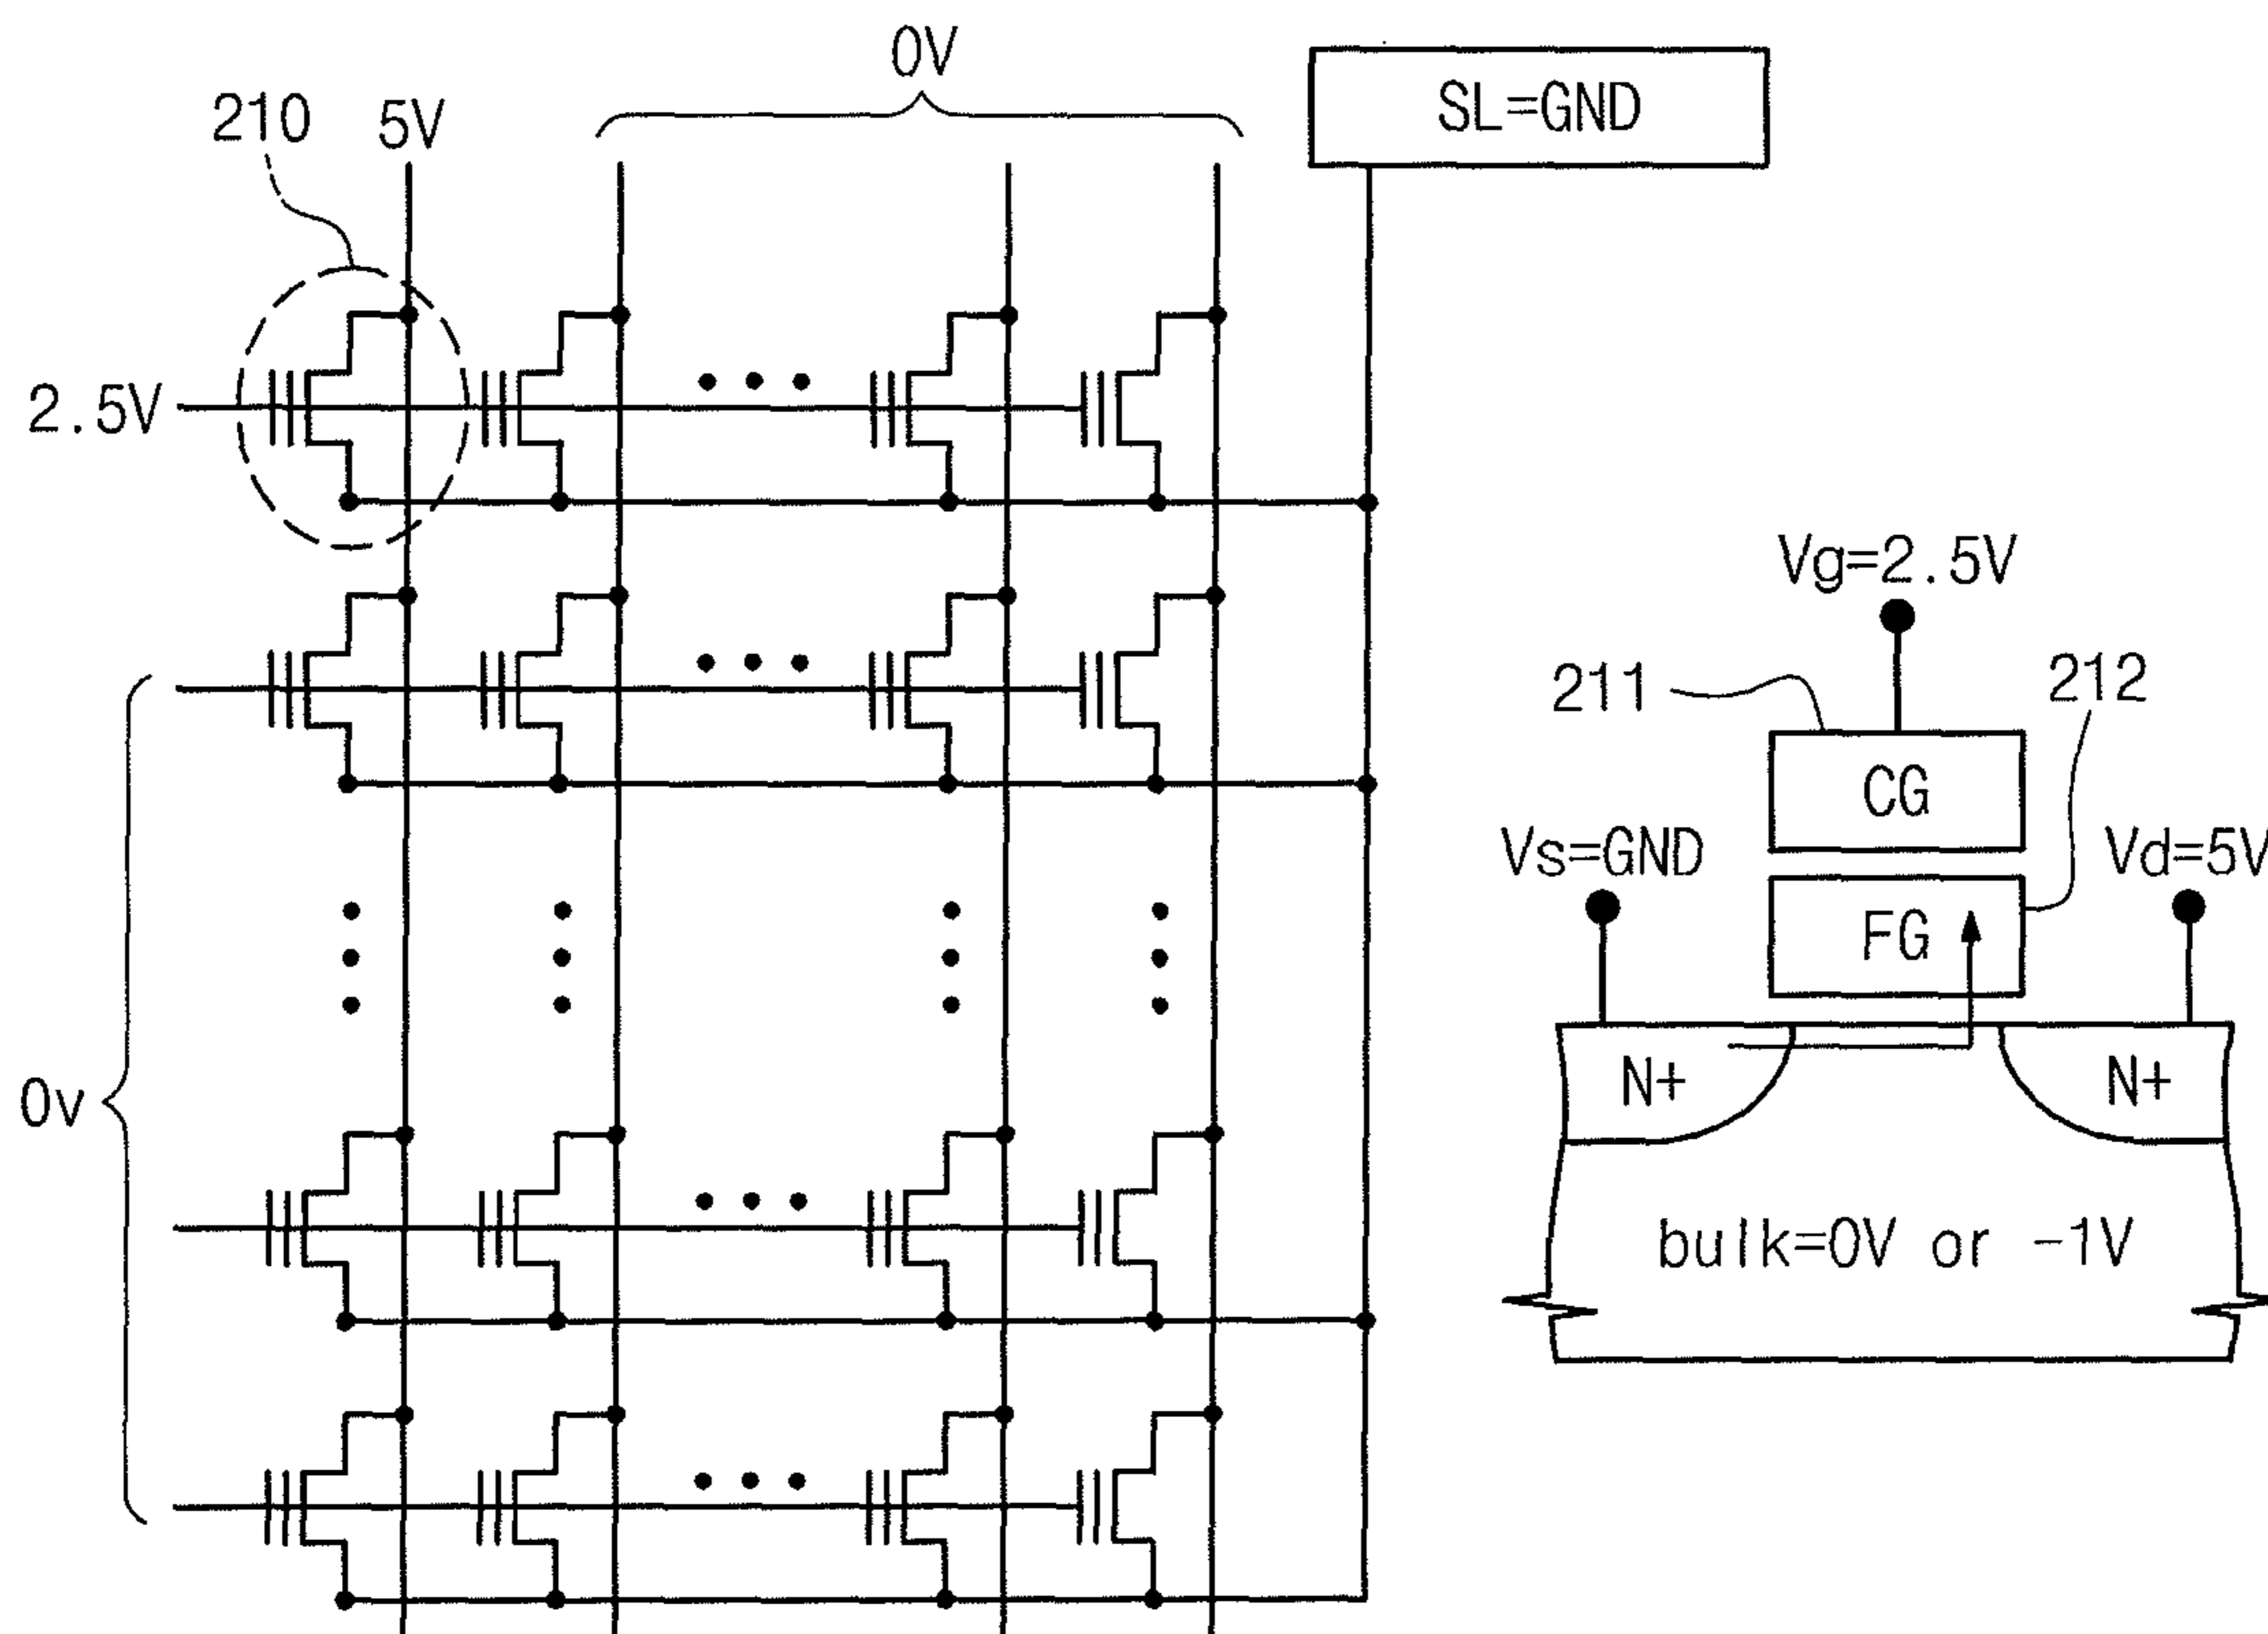 0V
SL=GND
210
5V
2.5V
Vg=2.5V
211
212
CG
Vs=GND
Vd=5V
FG
N+
N+
0v
bulk=0V or -1V